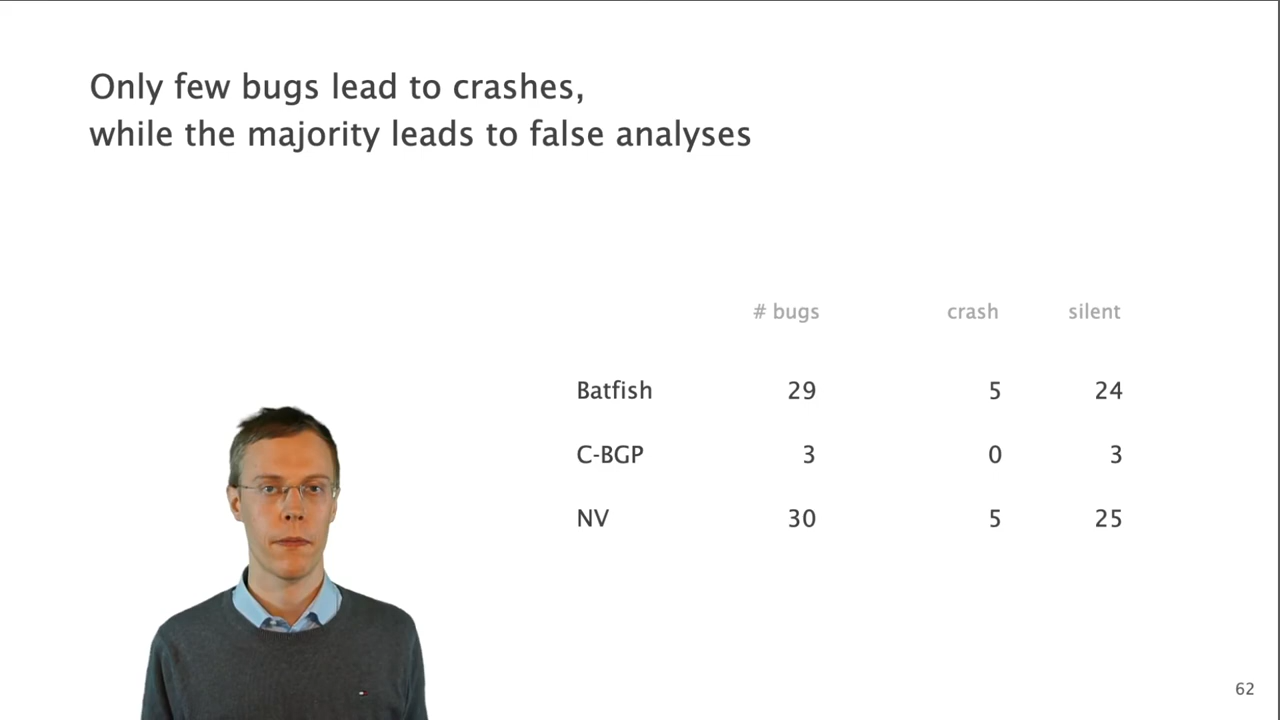 Only few bugs lead to crashes,
while the majority leads to false analyses
# bugs crash silent
Batfish 29 5 24
C-BGP 3 0 3
NV 30 5 25
62